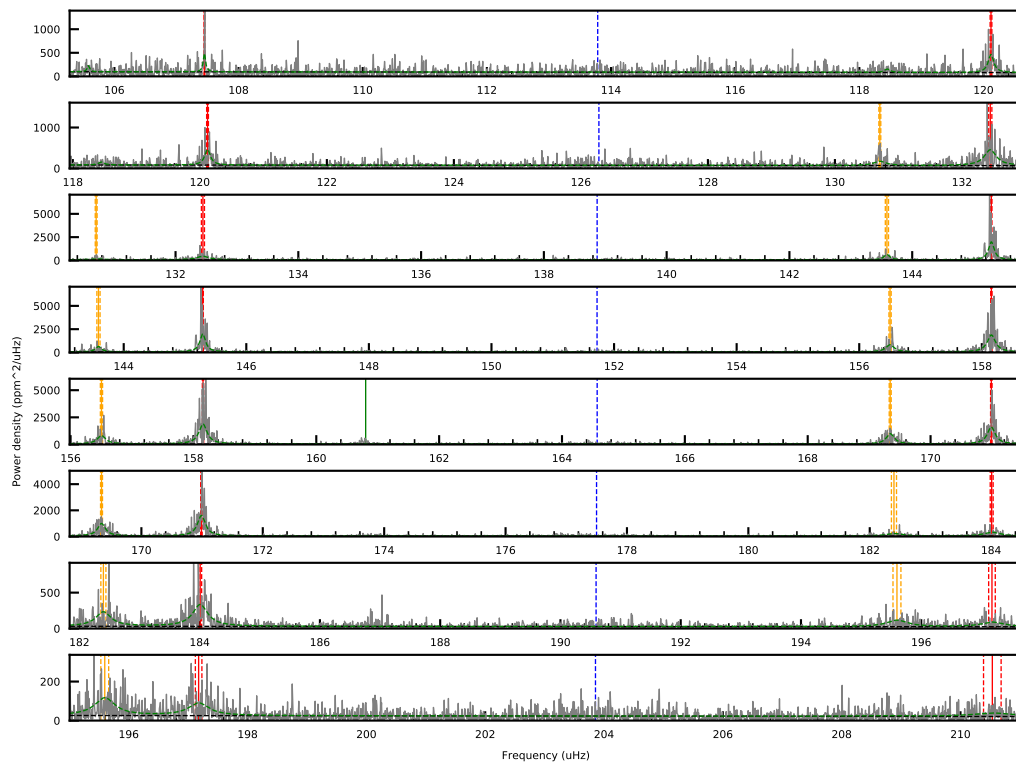 1000
500
0
106 108 110 112 114 116 118 120
1000
0
118 120 122 124 126 128 130 132
5000
2500
0
132 134 136 138 140 142 144
5000
2500
0
144 146 148 150 152 154 156 158
5000
2500
0
156 158 160 162 164 166 168 170
4000
2000
0
170 172 174 176 178 180 182 184
500
0
182 184 186 188 190 192 194 196
200
0
196 198 200 202 204 206 208 210
Power density (ppm^2/uHz)
Frequency (uHz)